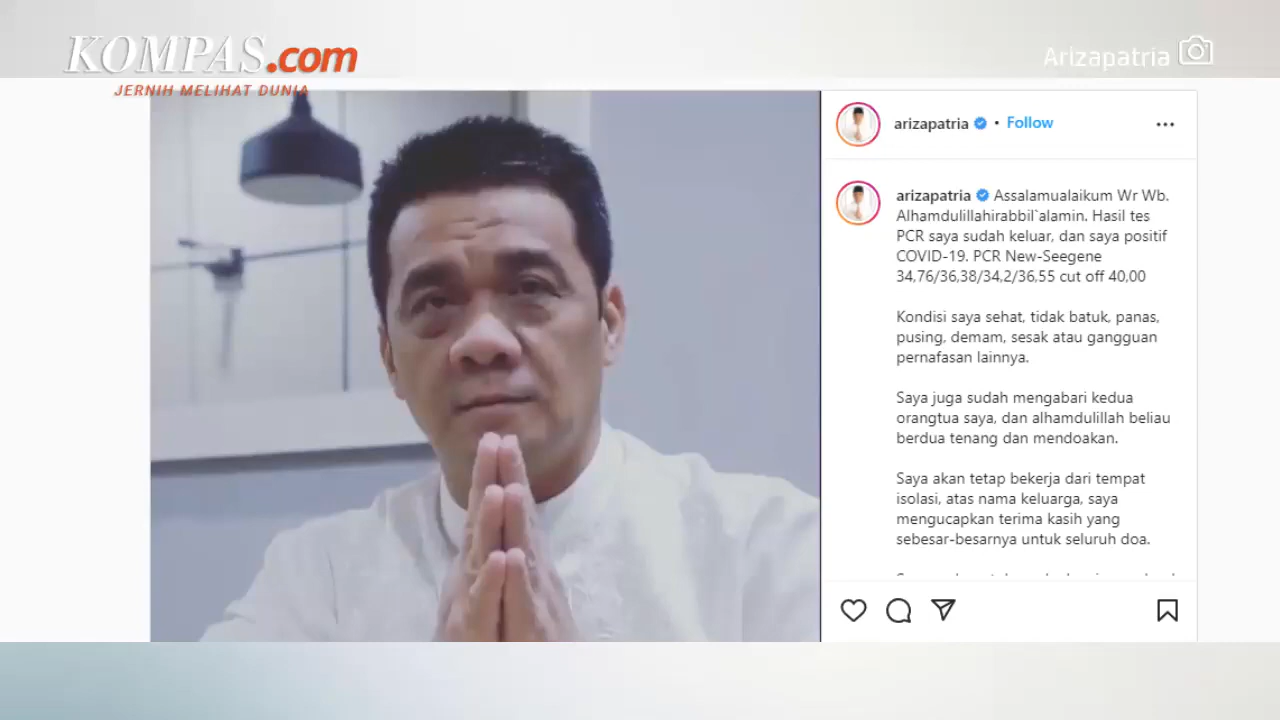 KOMPAS.com
JERNIH MELIHAT DUNIA
Arizapatria
arizapatria • Follow
arizapatria Assalamualaikum Wr Wb.
Alhamdulillahirabbil`alamin. Hasil tes
PCR saya sudah keluar, dan saya positif
COVID-19. PCR New-Seegene
34,76/36,38/34,2/36,55 cut off 40,00
Kondisi saya sehat, tidak batuk, panas,
pusing, demam, sesak atau gangguan
pernafasan lainnya.
Saya juga sudah mengabari kedua
orangtua saya, dan alhamdulillah beliau
berdua tenang dan mendoakan.
Saya akan tetap bekerja dari tempat
isolasi, atas nama keluarga, saya
mengucapkan terima kasih yang
sebesar-besarnya untuk seluruh doa.